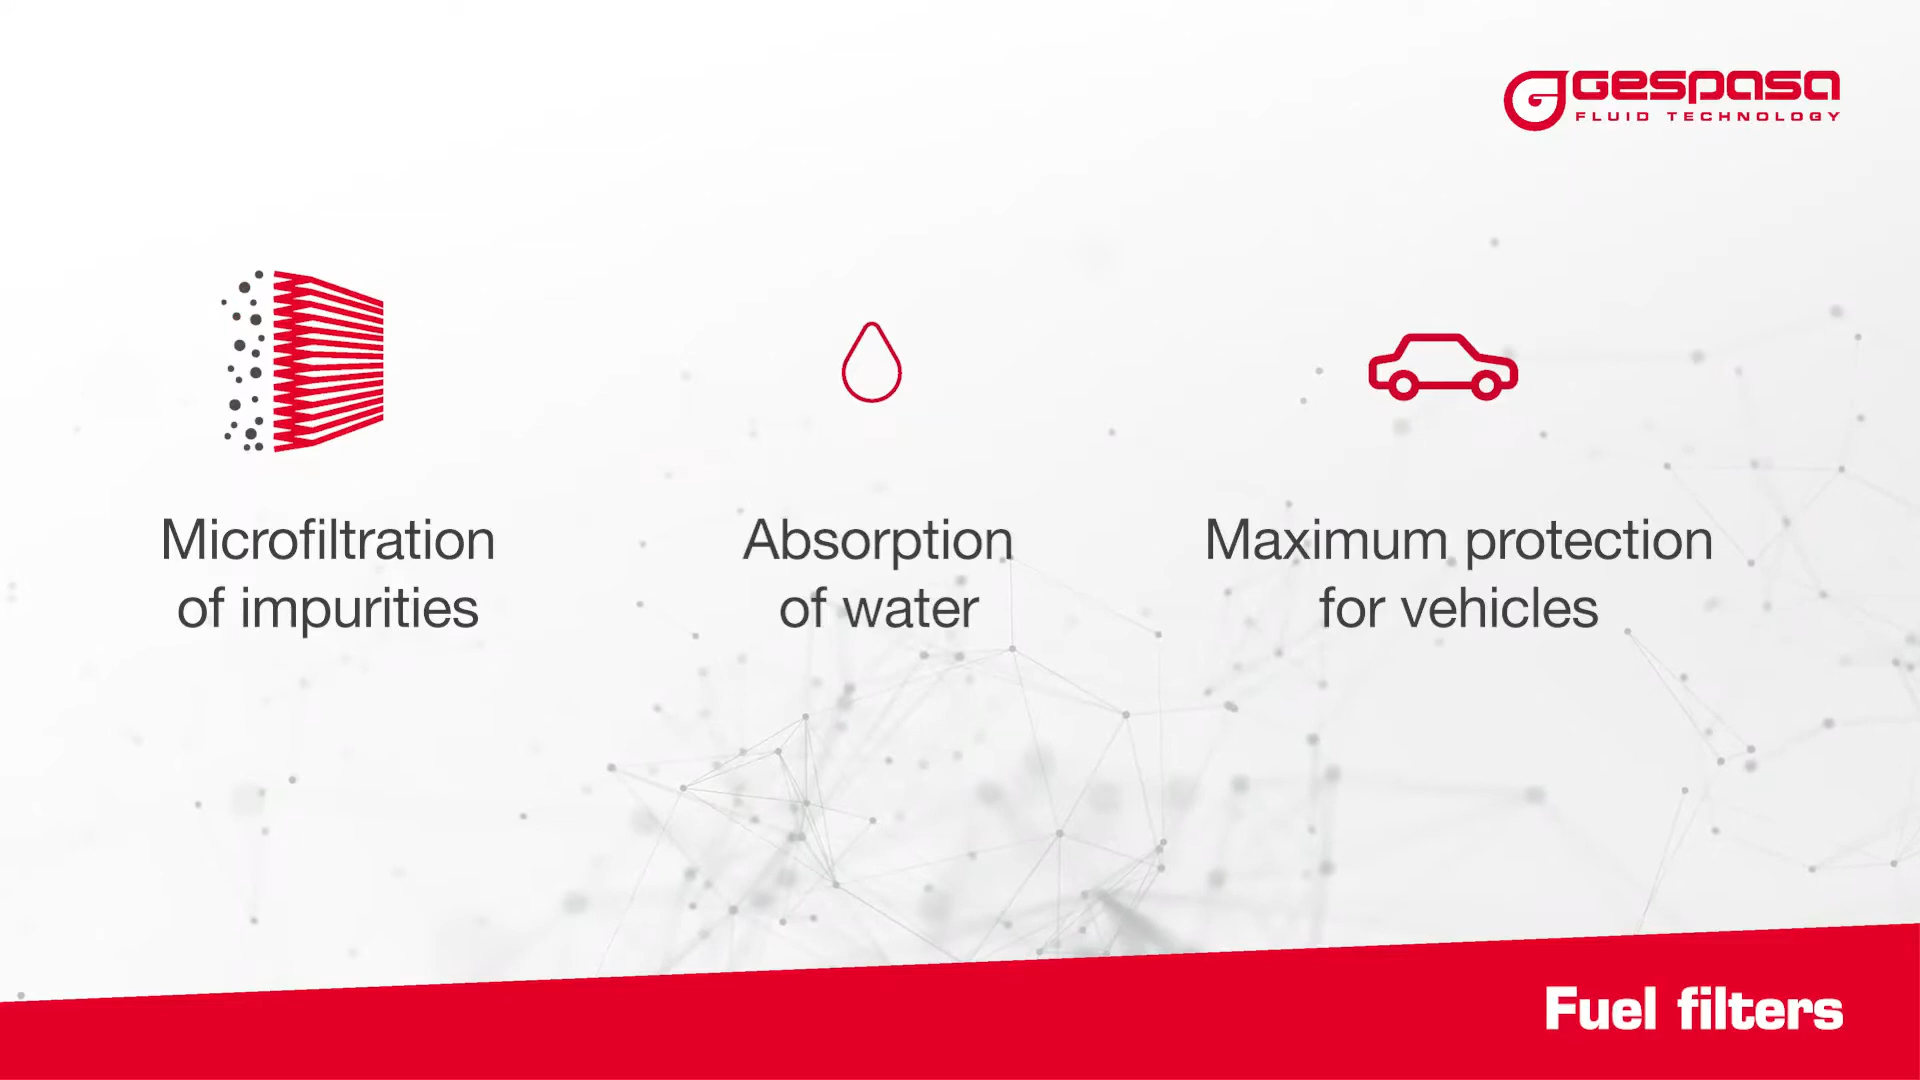 Gespasa
FLUID TECHNOLOGY
Microfiltration
of impurities
Absorption
of water
Maximum protection
for vehicles
Fuel filters